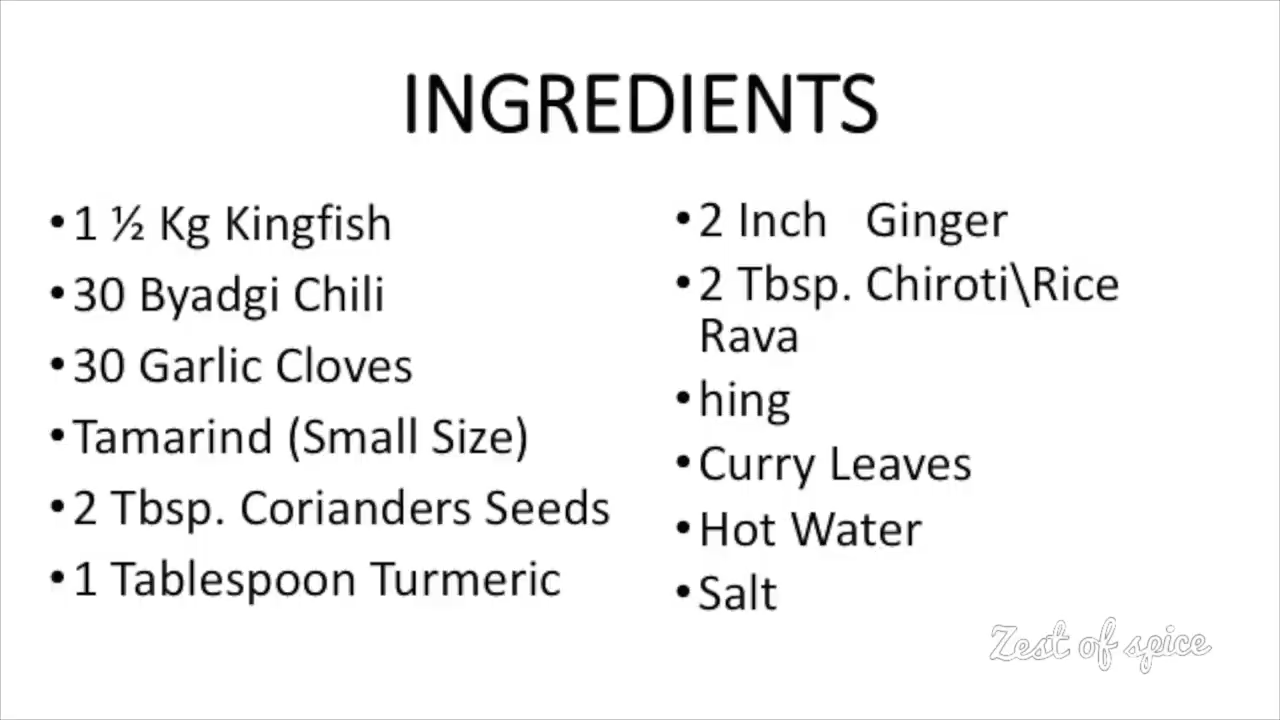 INGREDIENTS
•1 ½ Kg Kingfish
•30 Byadgi Chili
•30 Garlic Cloves
•Tamarind (Small Size)
•2 Tbsp. Corianders Seeds
•1 Tablespoon Turmeric
•2 Inch   Ginger
•2 Tbsp. Chiroti\Rice
Rava
•hing
•Curry Leaves
•Hot Water
•Salt
Zest of spice